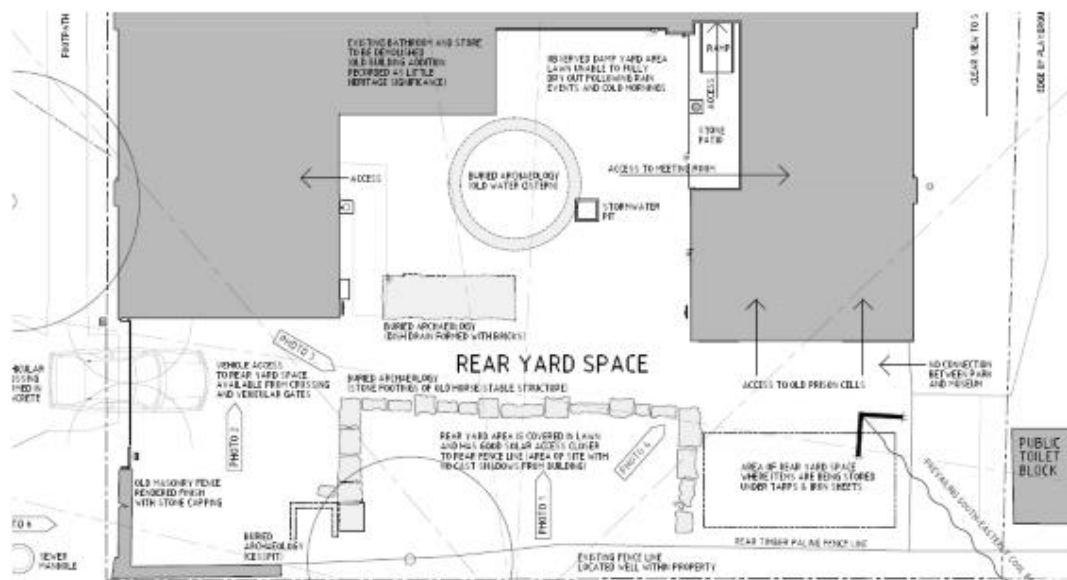 FOOTPATH
EXISTING BATHROOM AND STORE
TO BE DEMOLISHED
(OLD BUILDING ADDITION
RECORDED AS LITTLE
HERITAGE SIGNIFICANCE)
OBSERVED DAMP YARD AREA
LAWN UNABLE TO FULLY
DRY OUT FOLLOWING RAIN
EVENTS AND COLD MORNINGS
RAMP
ACCESS
STONE
PATIO
CLEAR VIEW TO S
EDGE OF PLAYGROU
ACCESS
BURIED ARCHAEOLOGY
(OLD WATER CISTERN)
ACCESS TO MEETING ROOM
STORMWATER
PIT
BURIED ARCHAEOLOGY
(DISH DRAIN FORMED WITH BRICKS)
PHOTO 3
REAR YARD SPACE
VEHICLE ACCESS
TO REAR YARD SPACE
AVAILABLE FROM CROSSING
AND VEHICULAR GATES
BURIED ARCHAEOLOGY
(STONE FOOTINGS OF OLD HORSE STABLE STRUCTURE)
ACCESS TO OLD PRISON CELLS
NO CONNECTION
BETWEEN PARK
AND MUSEUM
PHOTO 2
REAR YARD AREA IS COVERED IN LAWN
AND HAS GOOD SOLAR ACCESS CLOSER
TO REAR FENCE LINE (AREA OF SITE WITH
NO CAST SHADOWS FROM BUILDING)
PHOTO 4
PHOTO 1
AREA OF REAR YARD SPACE
WHERE ITEMS ARE BEING STORED
UNDER TARPS & IRON SHEETS
PUBLIC
TOILET
BLOCK
OLD MASONRY FENCE
RENDERED FINISH
WITH STONE CAPPING
PREVAILING SOUTH-EASTERLY COOL
BURIED
ARCHAEOLOGY
(CESSPIT)
REAR TIMBER PALING FENCE LINE
EXISTING FENCE LINE
LOCATED WELL WITHIN PROPERTY
SEWER
MANHOLE